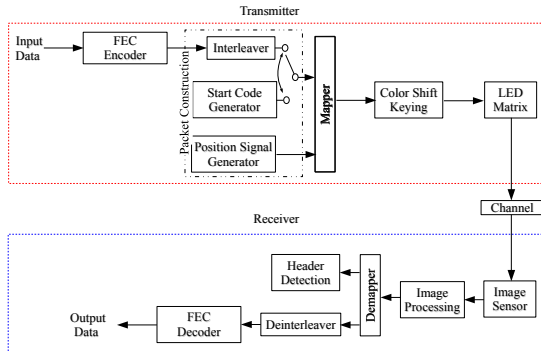 Transmitter
Input
Data
FEC
Encoder
Interleaver
Start Code
Generator
Position Signal
Generator
Packet Construction
Mapper
Color Shift
Keying
LED
Matrix
Channel
Receiver
Header
Detection
Demapper
Image
Processing
Image
Sensor
Output
Data
FEC
Decoder
Deinterleaver